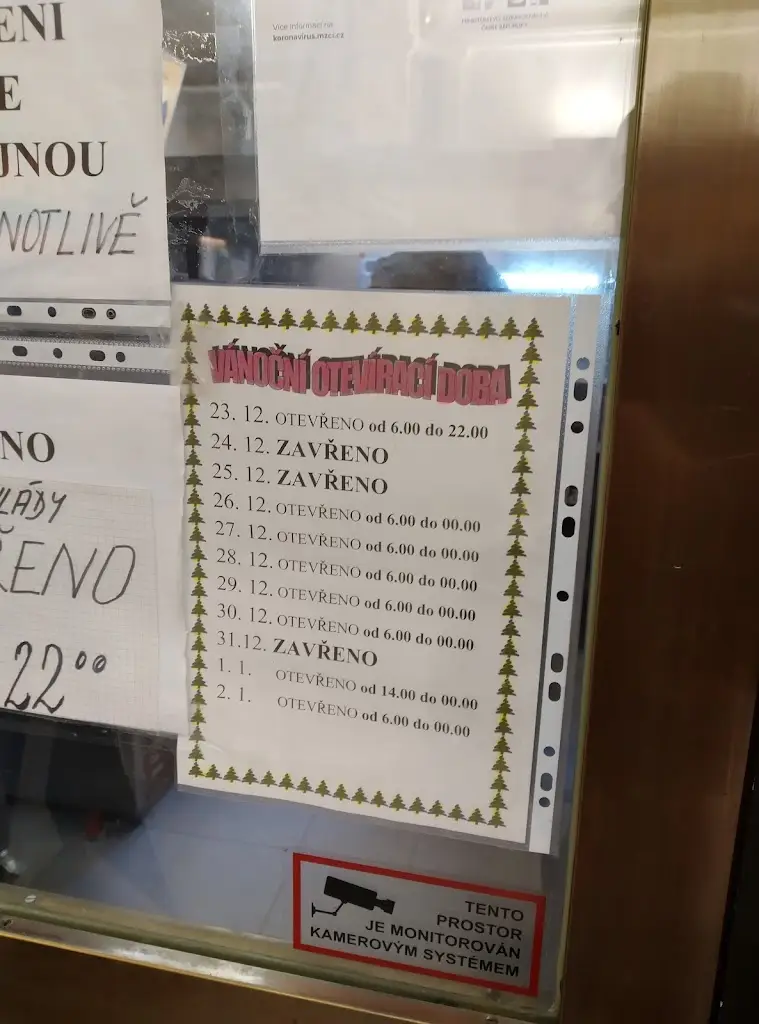 ENI
E
JNOU
NOTLIVĚ
Více informací na:
koronavirus.mzcr.cz
NO
LÁDY
ŘENO
22⁰⁰
VÁNOČNÍ OTEVÍRACÍ DOBA
23. 12. OTEVŘENO od 6.00 do 22.00
24. 12. ZAVŘENO
25. 12. ZAVŘENO
26. 12. OTEVŘENO od 6.00 do 00.00
27. 12. OTEVŘENO od 6.00 do 00.00
28. 12. OTEVŘENO od 6.00 do 00.00
29. 12. OTEVŘENO od 6.00 do 00.00
30. 12. OTEVŘENO od 6.00 do 00.00
31.12. ZAVŘENO
1. 1. OTEVŘENO od 14.00 do 00.00
2. 1. OTEVŘENO od 6.00 do 00.00
TENTO
PROSTOR
JE MONITOROVÁN
KAMEROVÝM SYSTÉMEM